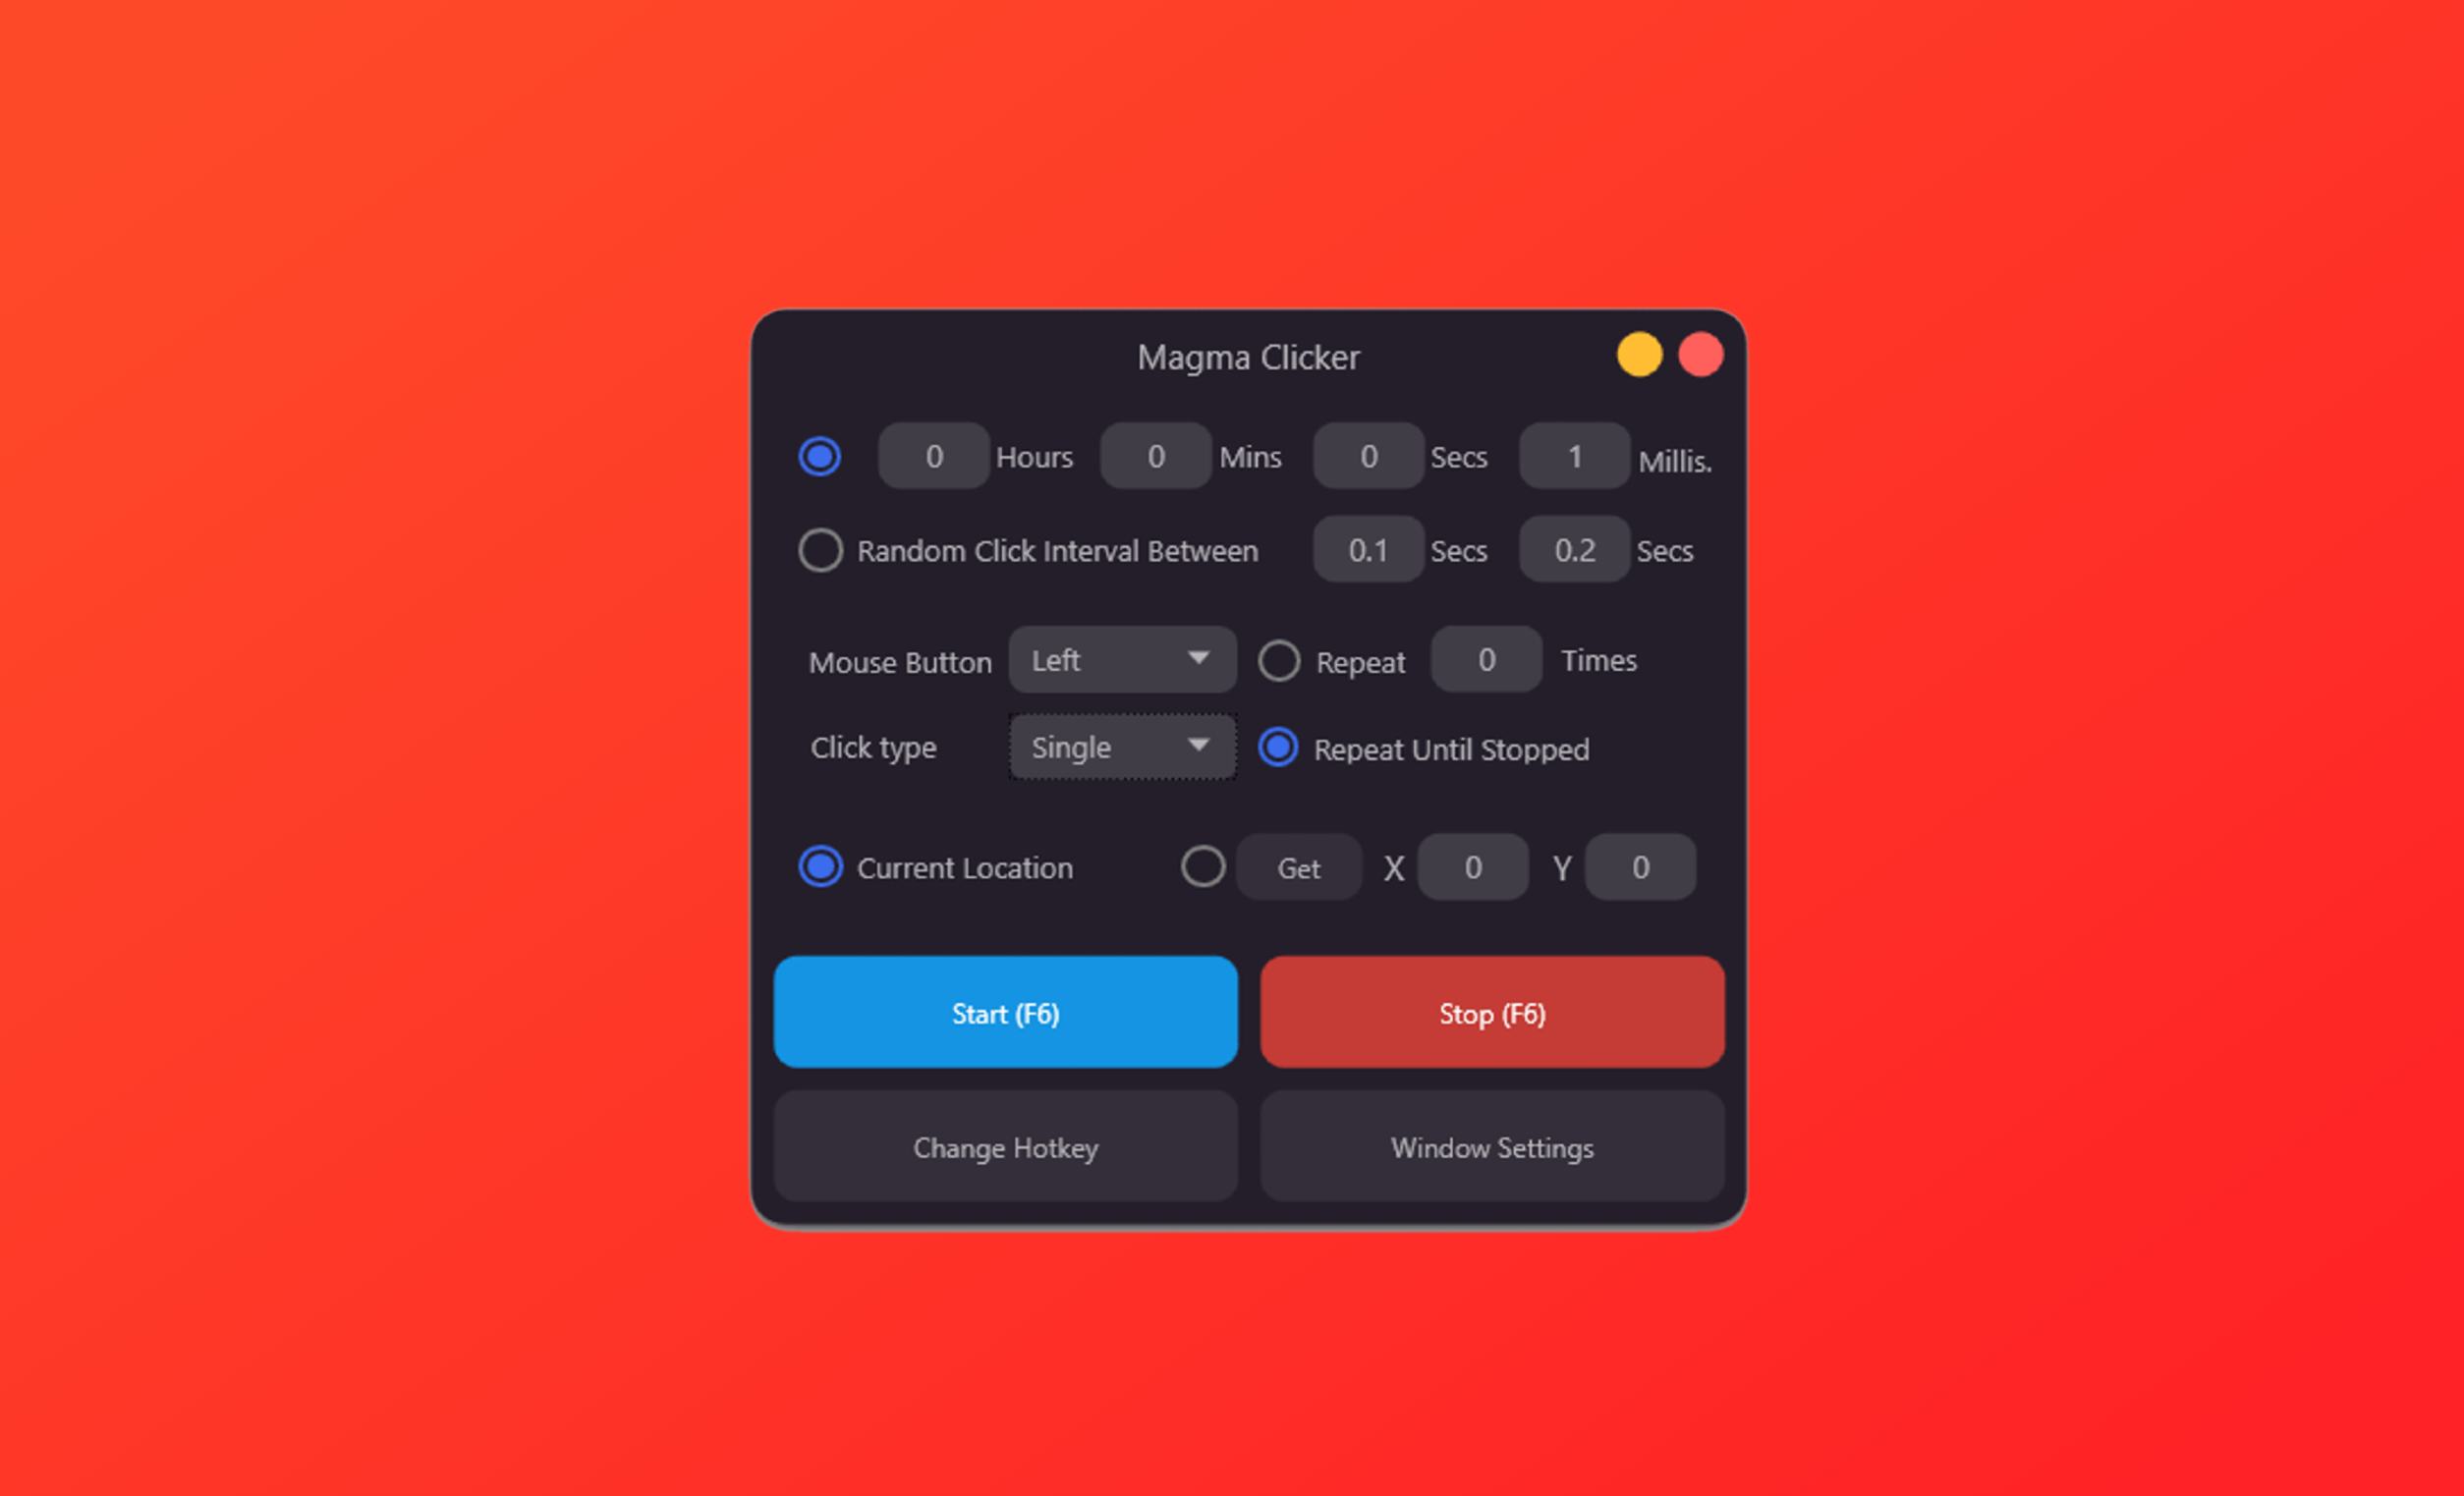 Magma Clicker
0 Hours 0 Mins 0 Secs 1 Millis.
Random Click Interval Between 0.1 Secs 0.2 Secs
Mouse Button Left Repeat 0 Times
Click type Single Repeat Until Stopped
Current Location Get X 0 Y 0
Start (F6) Stop (F6)
Change Hotkey Window Settings